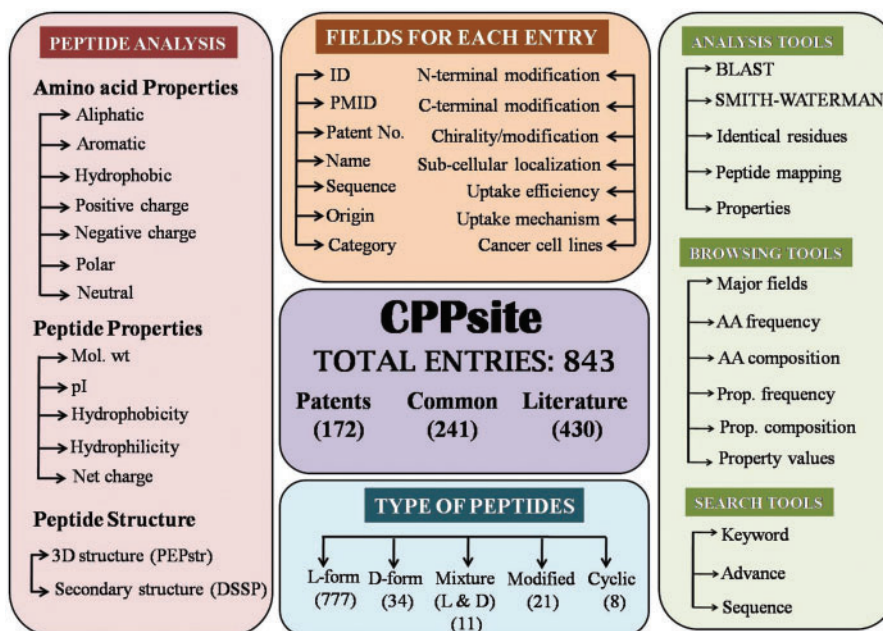 PEPTIDE ANALYSIS
Amino acid Properties
Aliphatic
Aromatic
Hydrophobic
Positive charge
Negative charge
Polar
Neutral
Peptide Properties
Mol. wt
pI
Hydrophobicity
Hydrophilicity
Net charge
Peptide Structure
3D structure (PEPstr)
Secondary structure (DSSP)
FIELDS FOR EACH ENTRY
ID
PMID
Patent No.
Name
Sequence
Origin
Category
N-terminal modification
C-terminal modification
Chirality/modification
Sub-cellular localization
Uptake efficiency
Uptake mechanism
Cancer cell lines
CPPsite
TOTAL ENTRIES: 843
Patents Common Literature
(172) (241) (430)
TYPE OF PEPTIDES
L-form D-form Mixture Modified Cyclic
(777) (34) (L & D) (21) (8)
(11)
ANALYSIS TOOLS
BLAST
SMITH-WATERMAN
Identical residues
Peptide mapping
Properties
BROWSING TOOLS
Major fields
AA frequency
AA composition
Prop. frequency
Prop. composition
Property values
SEARCH TOOLS
Keyword
Advance
Sequence